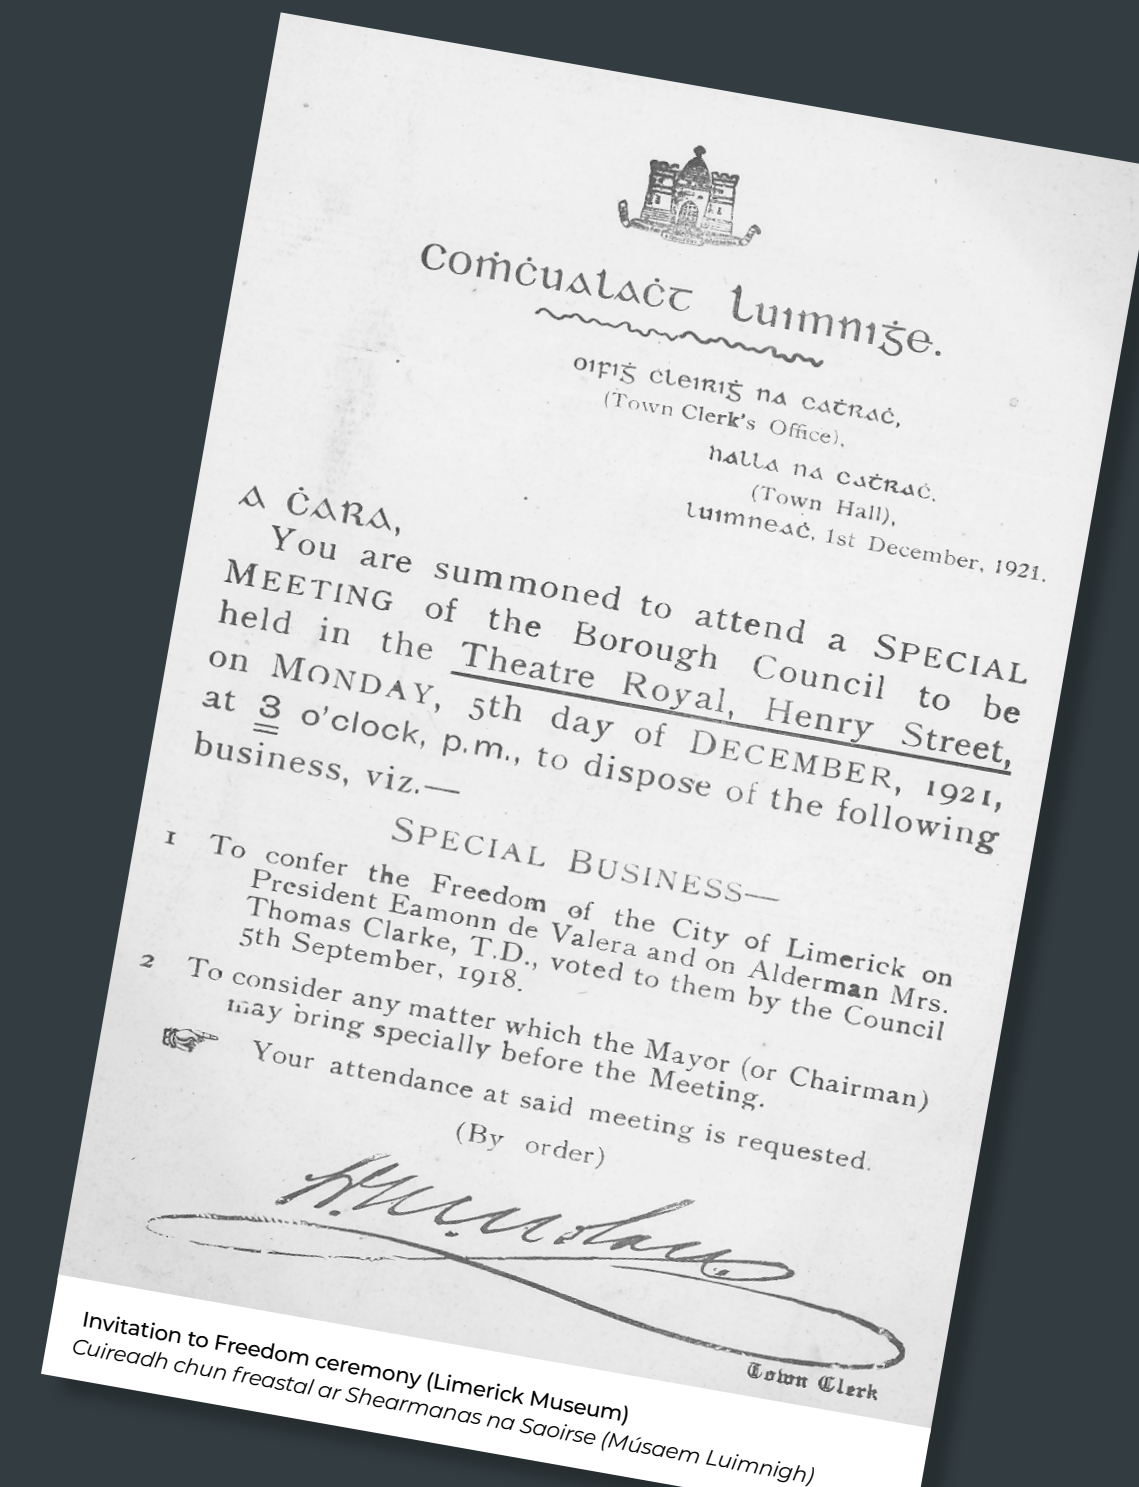 Coṁċualaċt Luimniġe.
oifiġ cleiriġ na caṫraċ,
(Town Clerk's Office),
halla na caṫraċ.
(Town Hall),
Luimneaċ, 1st December, 1921.
A ĊARA,
You are summoned to attend a SPECIAL
MEETING of the Borough Council to be
held in the Theatre Royal, Henry Street,
on MONDAY, 5th day of DECEMBER, 1921,
at 3 o'clock, p.m., to dispose of the following
business, viz.—
SPECIAL BUSINESS—
1 To confer the Freedom of the City of Limerick on
President Eamonn de Valera and on Alderman Mrs.
Thomas Clarke, T.D., voted to them by the Council
5th September, 1918.
2 To consider any matter which the Mayor (or Chairman)
may bring specially before the Meeting.
Your attendance at said meeting is requested.
(By order)
Town Clerk
Invitation to Freedom ceremony (Limerick Museum)
Cuireadh chun freastal ar Shearmanas na Saoirse (Músaem Luimnigh)